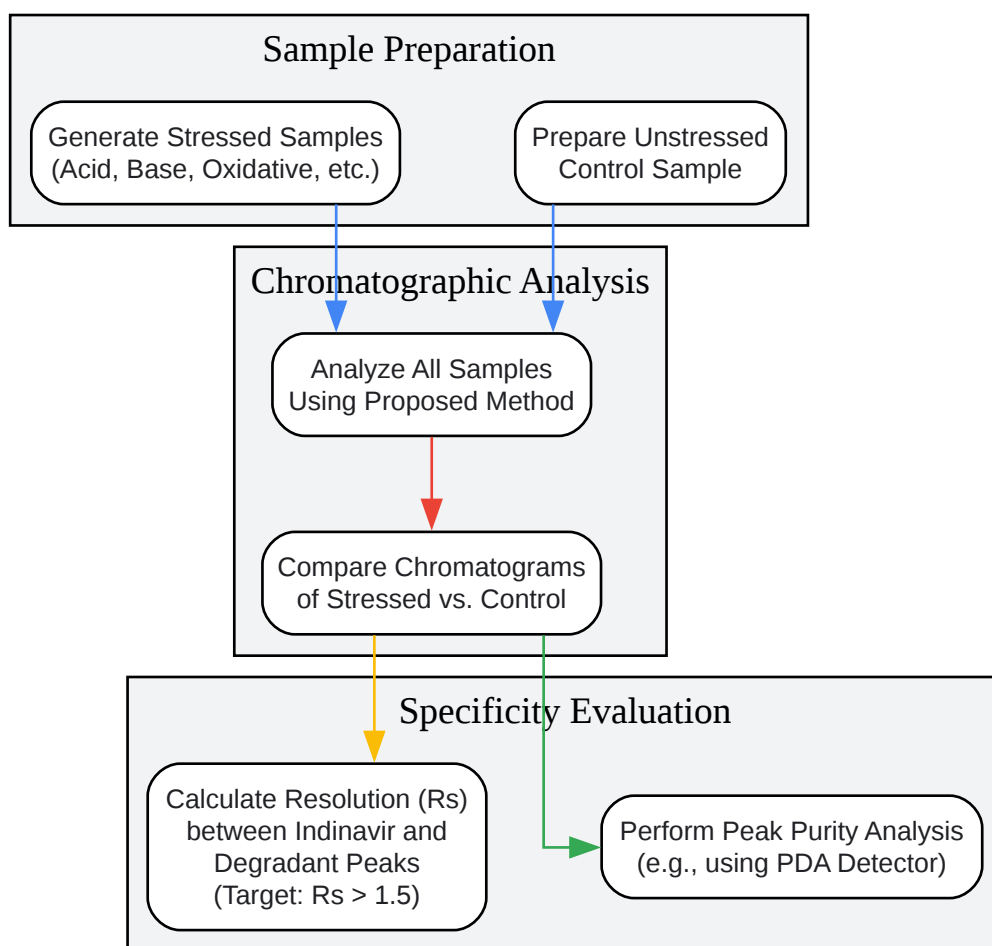 Sample Preparation
Generate Stressed Samples
(Acid, Base, Oxidative, etc.)
Prepare Unstressed
Control Sample
Chromatographic Analysis
Analyze All Samples
Using Proposed Method
Compare Chromatograms
of Stressed vs. Control
Specificity Evaluation
Calculate Resolution (Rs)
between Indinavir and
Degradant Peaks
(Target: Rs > 1.5)
Perform Peak Purity Analysis
(e.g., using PDA Detector)